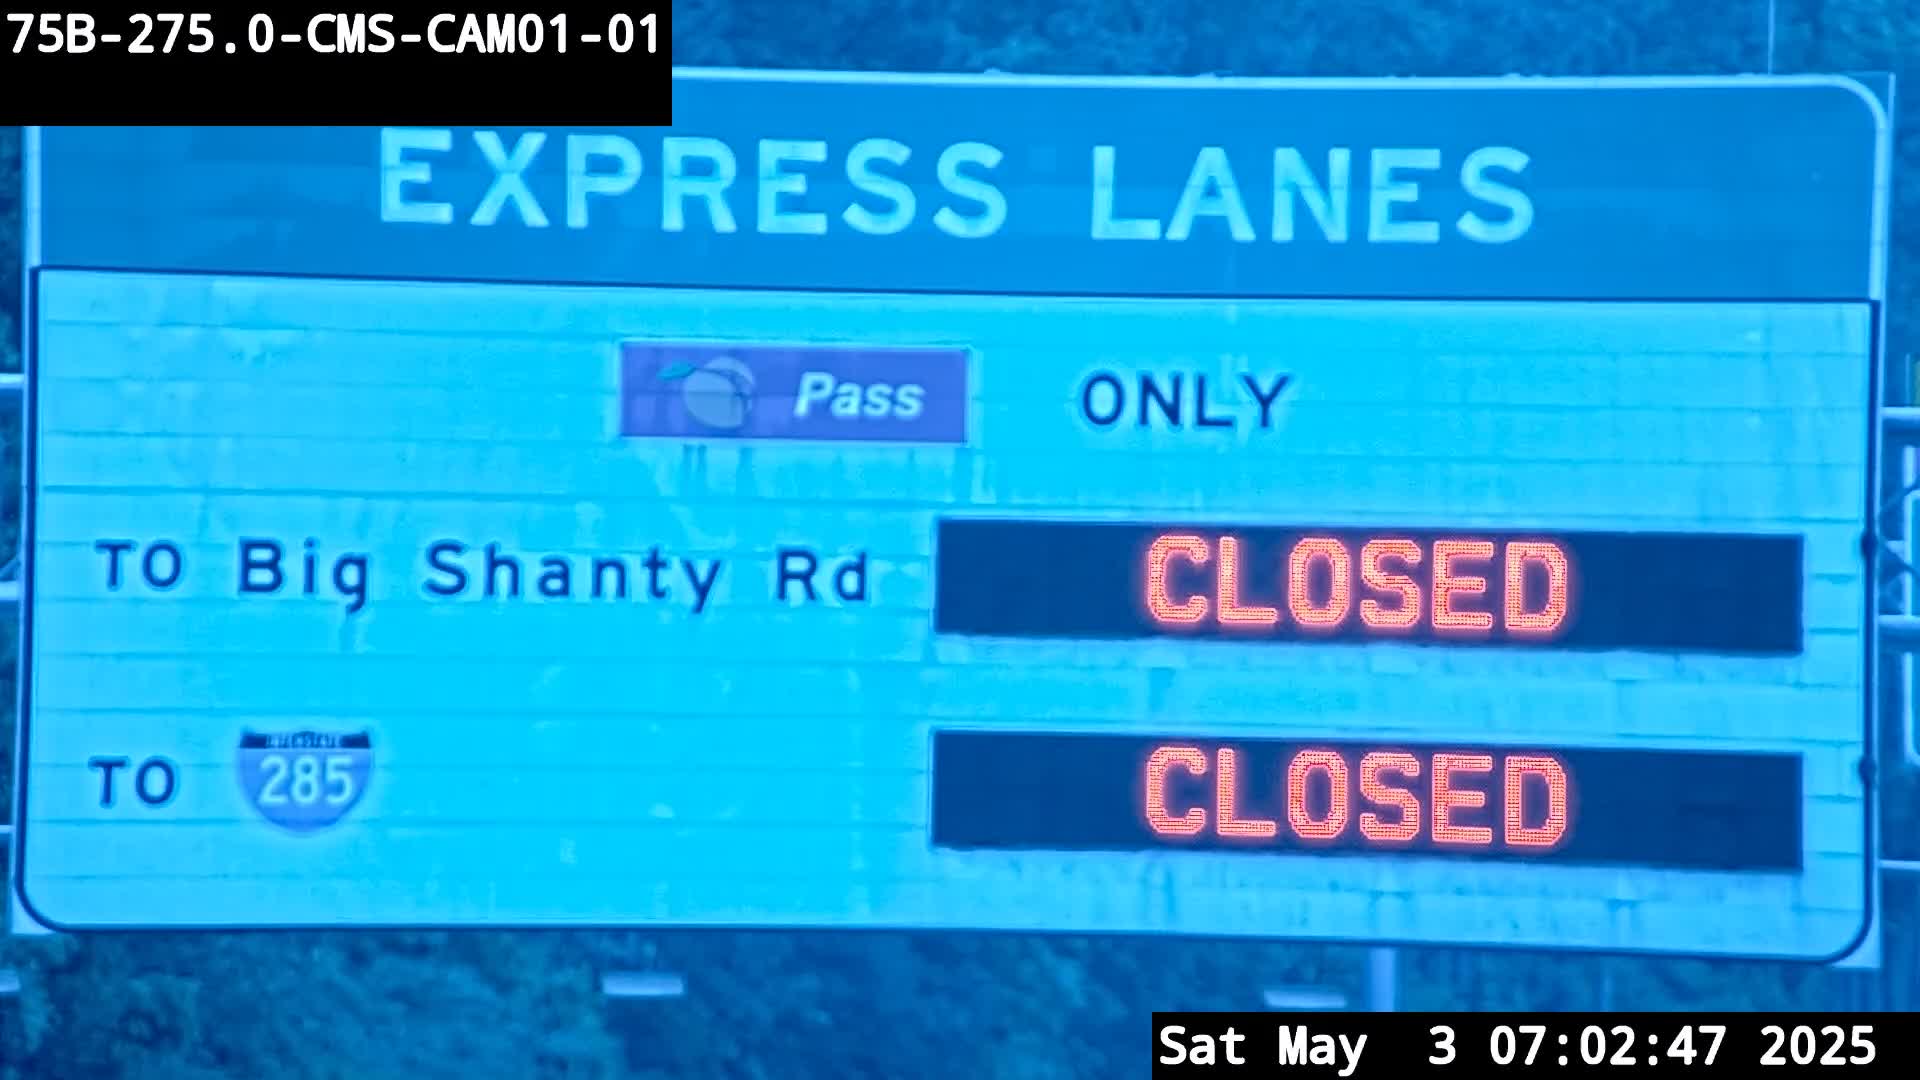 75B-275.0-CMS-CAM01-01
EXPRESS LANES
Pass ONLY
TO Big Shanty Rd CLOSED
INTERSTATE
TO 285 CLOSED
Sat May 3 07:02:47 2025